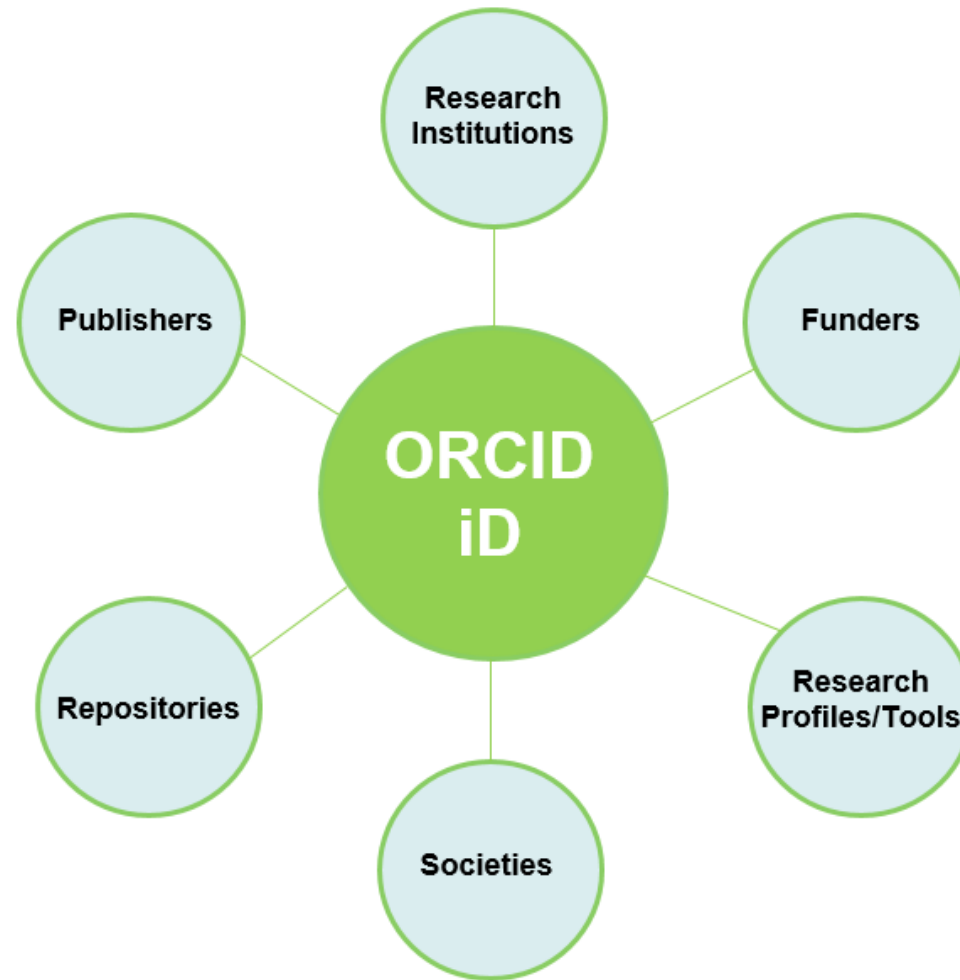 Research
Institutions
Publishers
Funders
ORCID
iD
Repositories
Research
Profiles/Tools
Societies